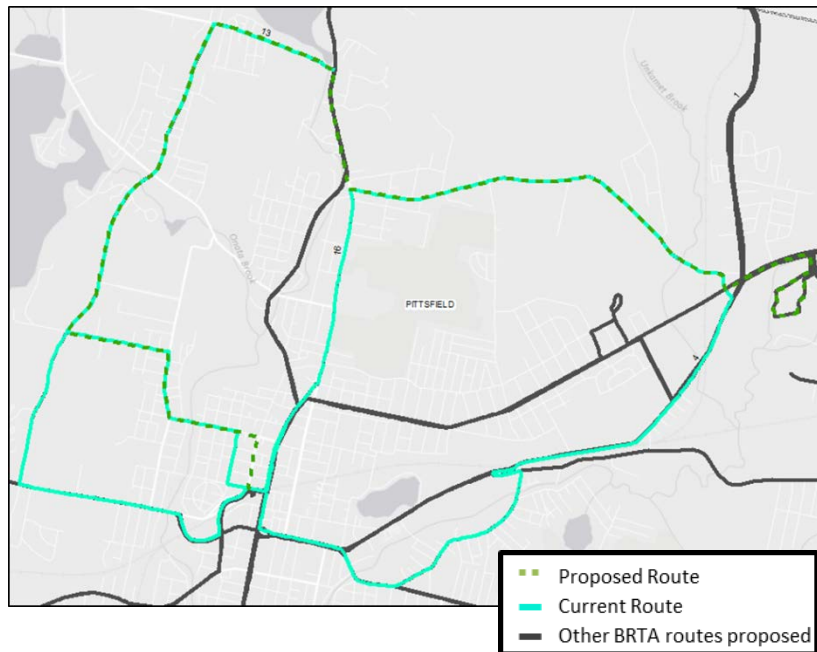 13
Unkamet Brook
1
Onota Brook
16
PITTSFIELD
4
Proposed Route
Current Route
Other BRTA routes proposed